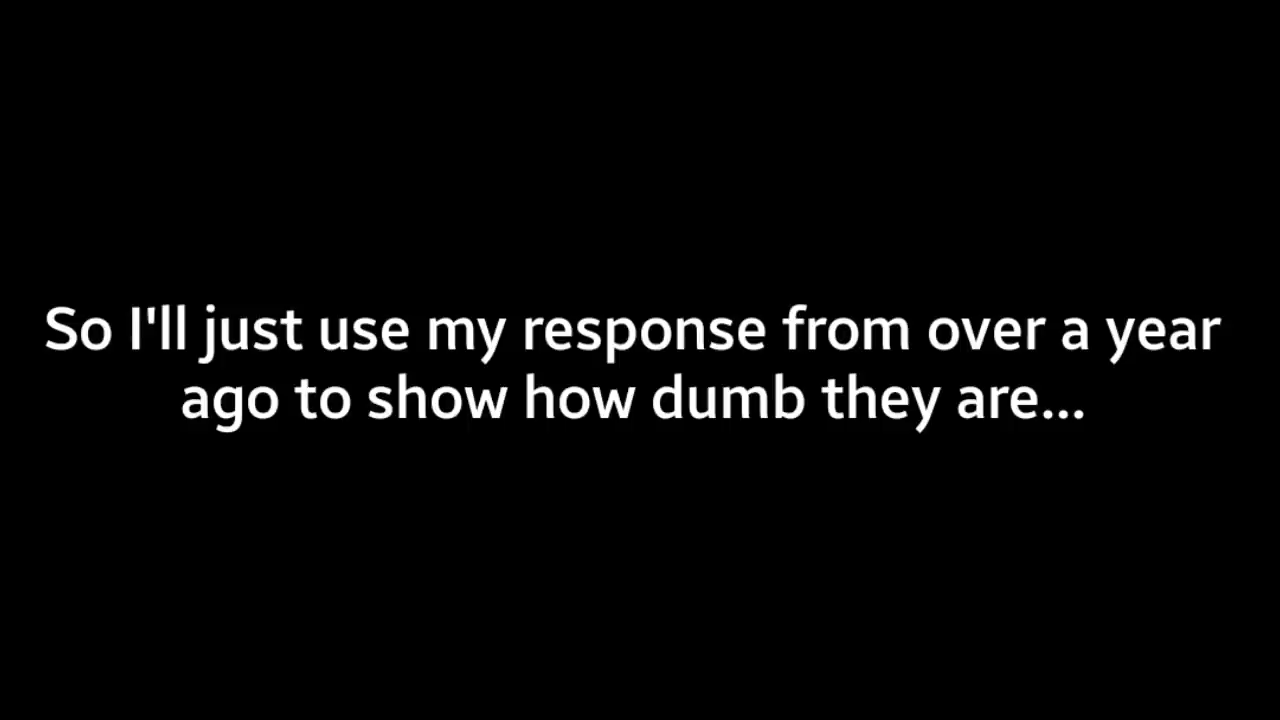 So I'll just use my response from over a year
ago to show how dumb they are...